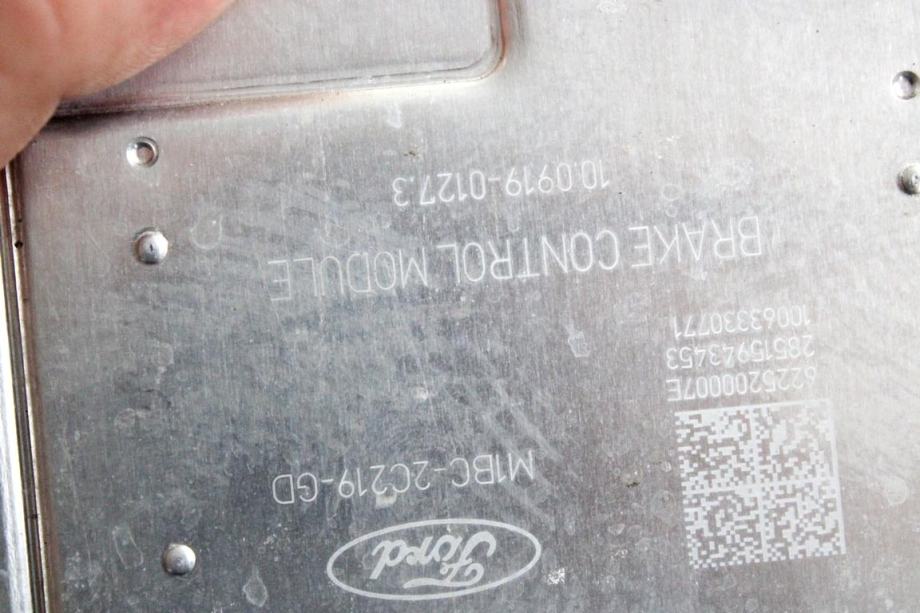 Ford
M1BC-2C219-GD
6225200007E
28515943453
10063330771
BRAKE CONTROL MODULE
10.0919-0127.3